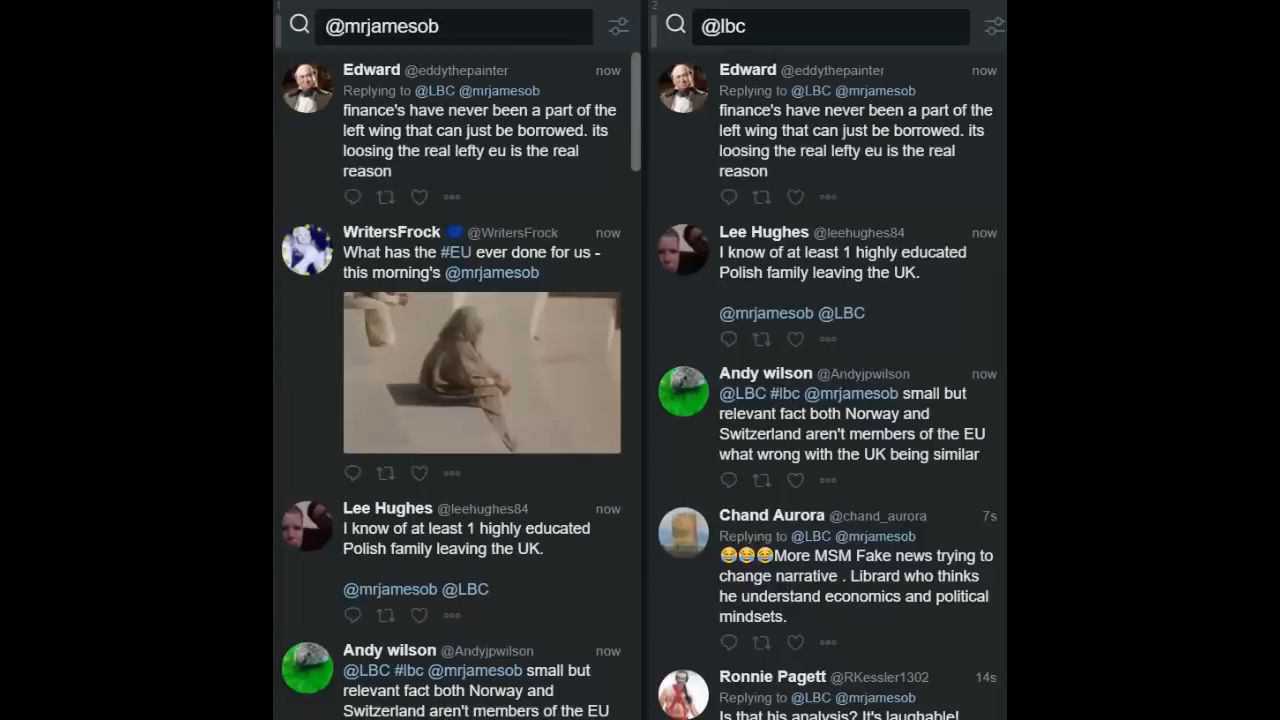 1
@mrjamesob
Edward @eddythepainter now
Replying to @LBC @mrjamesob
finance's have never been a part of the
left wing that can just be borrowed. its
loosing the real lefty eu is the real
reason
WritersFrock @WritersFrock now
What has the #EU ever done for us -
this morning's @mrjamesob
Lee Hughes @leehughes84 now
I know of at least 1 highly educated
Polish family leaving the UK.
@mrjamesob @LBC
Andy wilson @Andyjpwilson now
@LBC #lbc @mrjamesob small but
relevant fact both Norway and
Switzerland aren't members of the EU
2
@lbc
Edward @eddythepainter now
Replying to @LBC @mrjamesob
finance's have never been a part of the
left wing that can just be borrowed. its
loosing the real lefty eu is the real
reason
Lee Hughes @leehughes84 now
I know of at least 1 highly educated
Polish family leaving the UK.
@mrjamesob @LBC
Andy wilson @Andyjpwilson now
@LBC #lbc @mrjamesob small but
relevant fact both Norway and
Switzerland aren't members of the EU
what wrong with the UK being similar
Chand Aurora @chand_aurora 7s
Replying to @LBC @mrjamesob
😂😂😂More MSM Fake news trying to
change narrative . Librard who thinks
he understand economics and political
mindsets.
Ronnie Pagett @RKessler1302 14s
Replying to @LBC @mrjamesob
Is that his analysis? It's laughable!